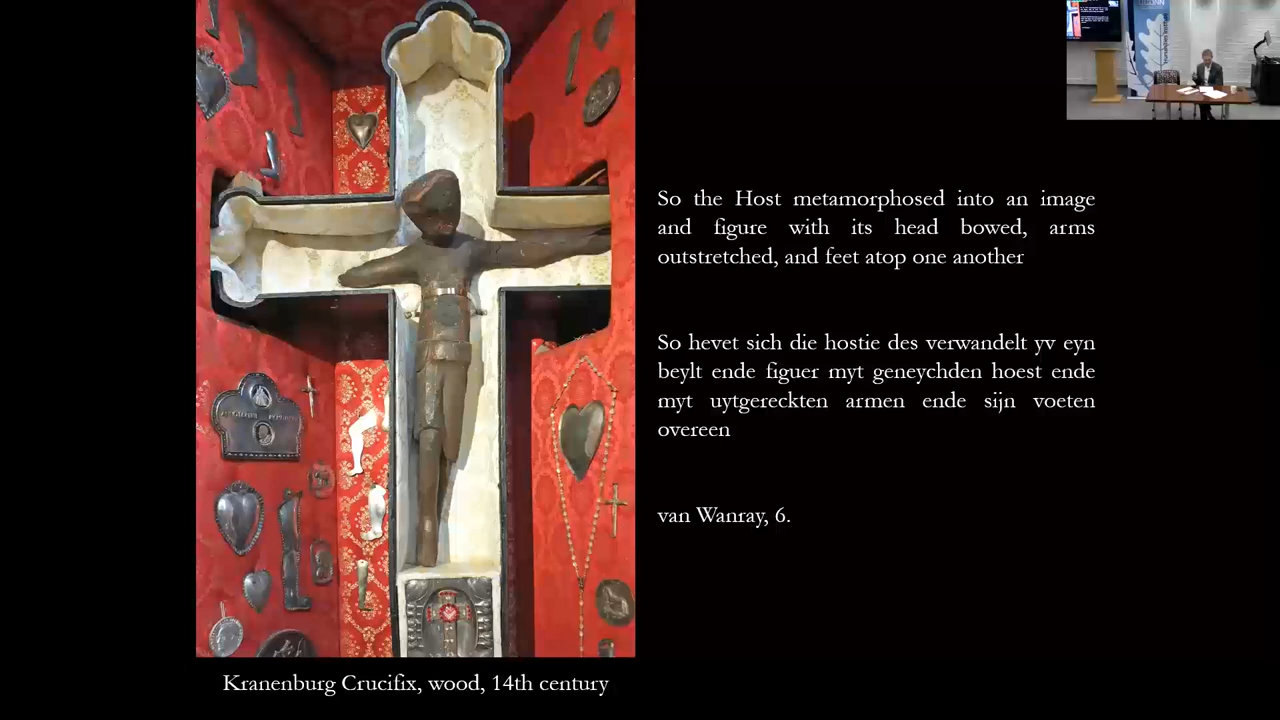 So the Host metamorphosed into an image
and figure with its head bowed, arms
outstretched, and feet atop one another
So hevet sich die hostie des verwandelt yv eyn
beylt ende figuer myt geneychden hoest ende
myt uytgereckten armen ende sijn voeten
overeen
van Wanray, 6.
Kranenburg Crucifix, wood, 14th century